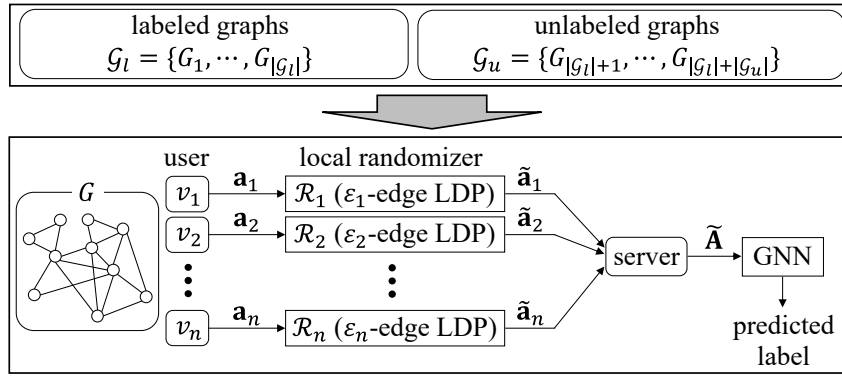 labeled graphs
𝒢_l = {G_1, ⋯, G_{|𝒢_l|}}
unlabeled graphs
𝒢_u = {G_{|𝒢_l|+1}, ⋯, G_{|𝒢_l|+|𝒢_u|}}
user
local randomizer
G
v_1
a_1
ℛ_1 (ε_1-edge LDP)
ã_1
v_2
a_2
ℛ_2 (ε_2-edge LDP)
ã_2
server
Ã
GNN
v_n
a_n
ℛ_n (ε_n-edge LDP)
ã_n
predicted
label